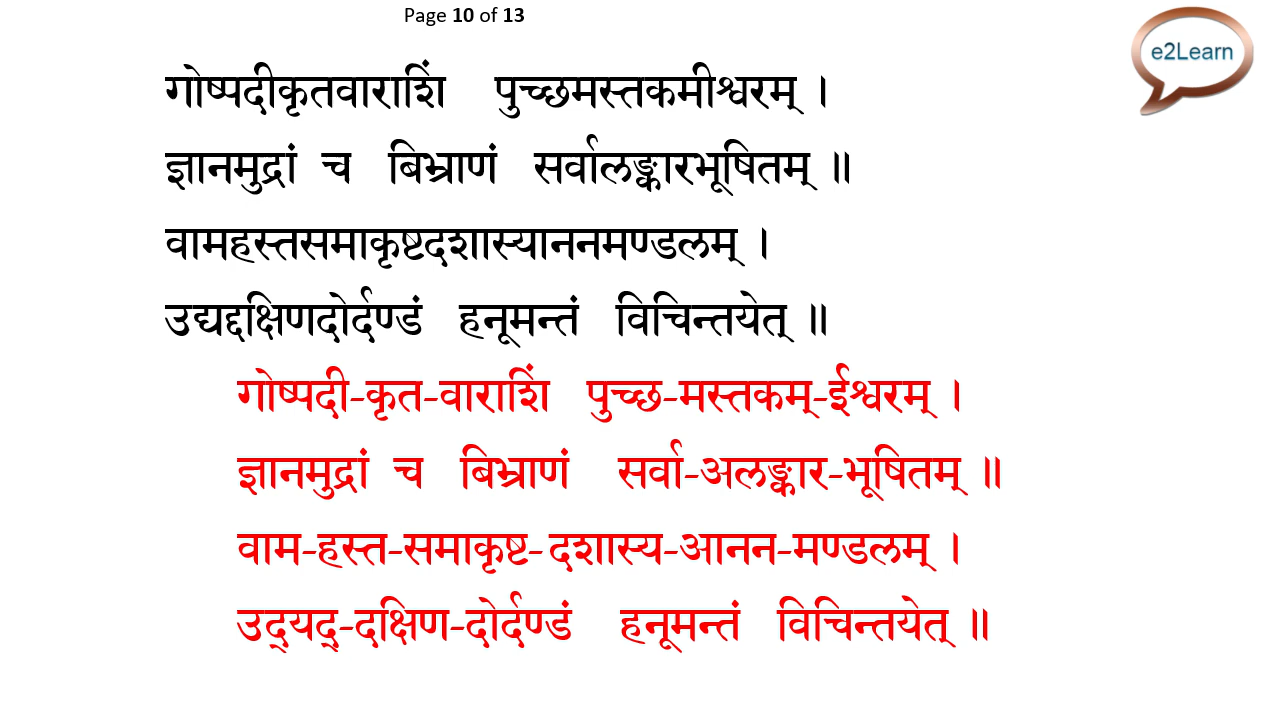 Page 10 of 13
e2Learn
गोष्पदीकृतवाराशिं पुच्छमस्तकमीश्वरम् ।
ज्ञानमुद्रां च बिभ्राणं सर्वालङ्कारभूषितम् ॥
वामहस्तसमाकृष्टदशास्याननमण्डलम् ।
उद्यद्दक्षिणदोर्दण्डं हनूमन्तं विचिन्तयेत् ॥
गोष्पदी-कृत-वाराशिं पुच्छ-मस्तकम्-ईश्वरम् ।
ज्ञानमुद्रां च बिभ्राणं सर्वा-अलङ्कार-भूषितम् ॥
वाम-हस्त-समाकृष्ट-दशास्य-आनन-मण्डलम् ।
उद्‌यद्-दक्षिण-दोर्दण्डं हनूमन्तं विचिन्तयेत् ॥